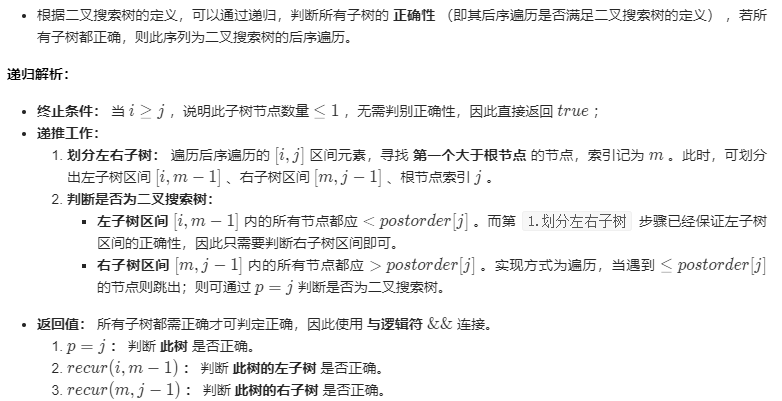 • 根据二叉搜索树的定义，可以通过递归，判断所有子树的 正确性 （即其后序遍历是否满足二叉搜索树的定义） ，若所
有子树都正确，则此序列为二叉搜索树的后序遍历。
递归解析：
• 终止条件： 当 i ≥ j ，说明此子树节点数量 ≤ 1 ，无需判别正确性，因此直接返回 true ；
• 递推工作：
1. 划分左右子树： 遍历后序遍历的 [i, j] 区间元素，寻找 第一个大于根节点 的节点，索引记为 m 。此时，可划分
出左子树区间 [i, m − 1] 、右子树区间 [m, j − 1] 、根节点索引 j 。
2. 判断是否为二叉搜索树：
▪ 左子树区间 [i, m − 1] 内的所有节点都应 < postorder[j] 。而第 1.划分左右子树 步骤已经保证左子树
区间的正确性，因此只需要判断右子树区间即可。
▪ 右子树区间 [m, j − 1] 内的所有节点都应 > postorder[j] 。实现方式为遍历，当遇到 ≤ postorder[j]
的节点则跳出；则可通过 p = j 判断是否为二叉搜索树。
• 返回值： 所有子树都需正确才可判定正确，因此使用 与逻辑符 && 连接。
1. p = j ： 判断 此树 是否正确。
2. recur(i, m − 1) ： 判断 此树的左子树 是否正确。
3. recur(m, j − 1) ： 判断 此树的右子树 是否正确。